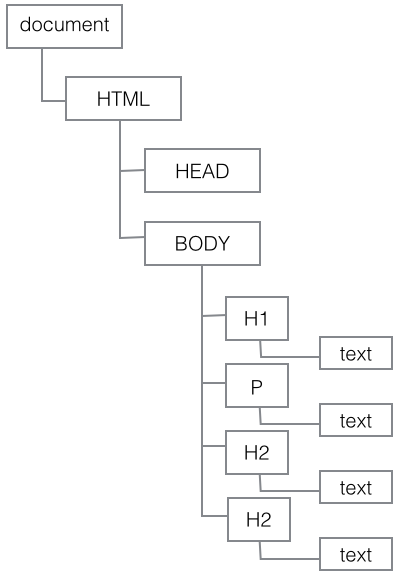 document
HTML
HEAD
BODY
H1
text
P
text
H2
text
H2
text